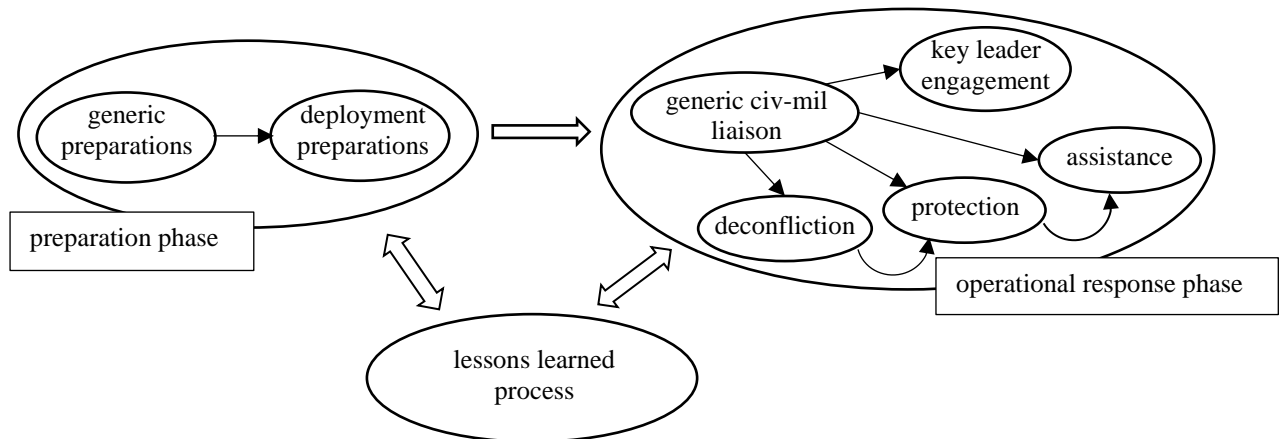 generic
preparations
deployment
preparations
preparation phase
key leader
engagement
generic civ-mil
liaison
assistance
protection
deconfliction
operational response phase
lessons learned
process